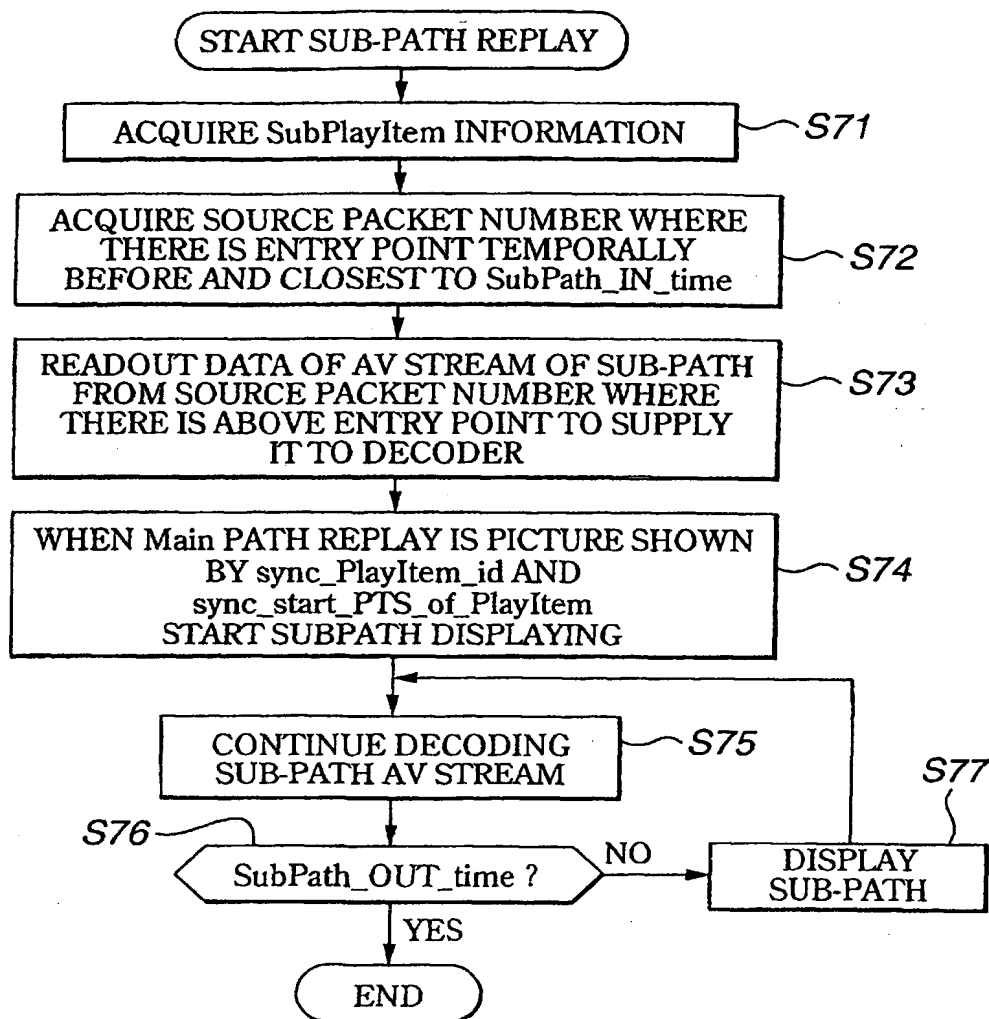 START SUB-PATH REPLAY
ACQUIRE SubPlayItem INFORMATION
S71
ACQUIRE SOURCE PACKET NUMBER WHERE
THERE IS ENTRY POINT TEMPORALLY
BEFORE AND CLOSEST TO SubPath_IN_time
S72
READOUT DATA OF AV STREAM OF SUB-PATH
FROM SOURCE PACKET NUMBER WHERE
THERE IS ABOVE ENTRY POINT TO SUPPLY
IT TO DECODER
S73
WHEN Main PATH REPLAY IS PICTURE SHOWN
BY sync_PlayItem_id AND
sync_start_PTS_of_PlayItem
START SUBPATH DISPLAYING
S74
CONTINUE DECODING
SUB-PATH AV STREAM
S75
S76
SubPath_OUT_time ?
NO
S77
DISPLAY
SUB-PATH
YES
END